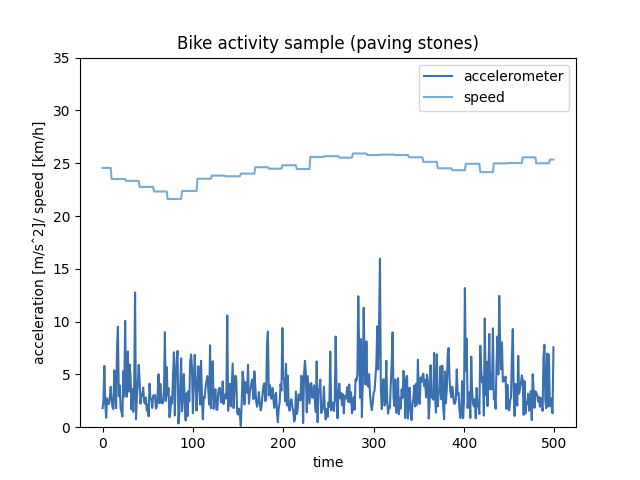 Bike activity sample (paving stones)
accelerometer
speed
acceleration [m/sˆ2]/ speed [km/h]
35
30
25
20
15
10
5
0
0 100 200 300 400 500
time